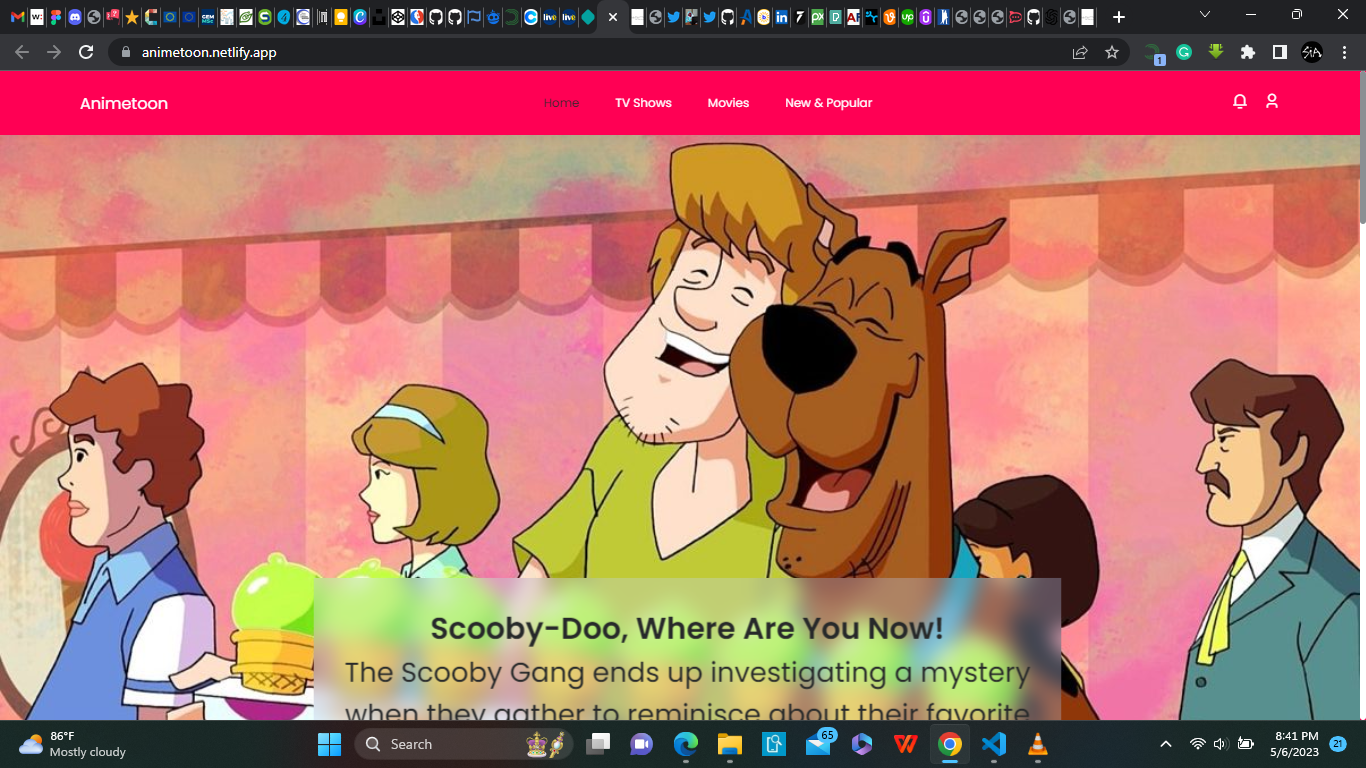 animetoon.netlify.app
1
Animetoon
Home
TV Shows
Movies
New & Popular
Scooby-Doo, Where Are You Now!
The Scooby Gang ends up investigating a mystery
when they gather to reminisce about their favorite
86°F
Mostly cloudy
Search
65
8:41 PM
5/6/2023
21